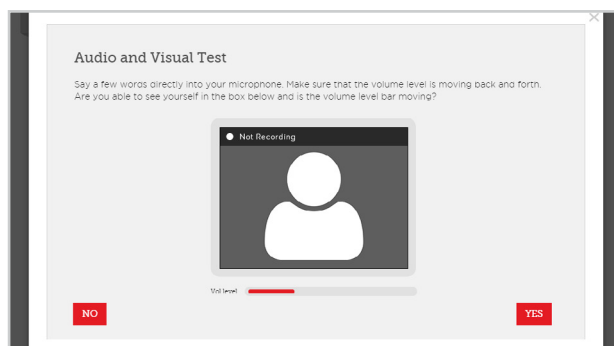 Audio and Visual Test
Say a few words directly into your microphone. Make sure that the volume level is moving back and forth.
Are you able to see yourself in the box below and is the volume level bar moving?
Not Recording
Vol level
NO
YES